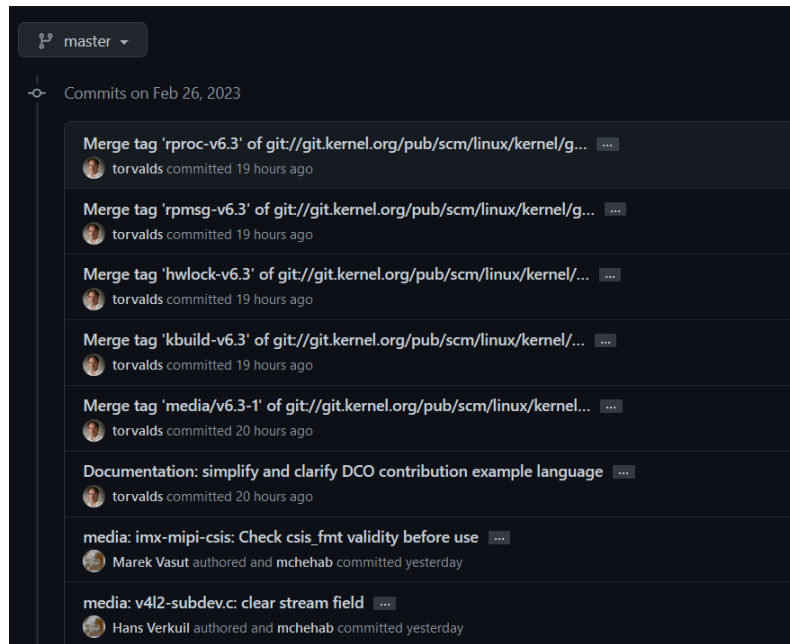 master
Commits on Feb 26, 2023
Merge tag 'rproc-v6.3' of git://git.kernel.org/pub/scm/linux/kernel/g... ...
torvalds committed 19 hours ago
Merge tag 'rpmsg-v6.3' of git://git.kernel.org/pub/scm/linux/kernel/g... ...
torvalds committed 19 hours ago
Merge tag 'hwlock-v6.3' of git://git.kernel.org/pub/scm/linux/kernel/... ...
torvalds committed 19 hours ago
Merge tag 'kbuild-v6.3' of git://git.kernel.org/pub/scm/linux/kernel/... ...
torvalds committed 19 hours ago
Merge tag 'media/v6.3-1' of git://git.kernel.org/pub/scm/linux/kernel... ...
torvalds committed 20 hours ago
Documentation: simplify and clarify DCO contribution example language ...
torvalds committed 20 hours ago
media: imx-mipi-csis: Check csis_fmt validity before use ...
Marek Vasut authored and mchehab committed yesterday
media: v4l2-subdev.c: clear stream field ...
Hans Verkuil authored and mchehab committed yesterday